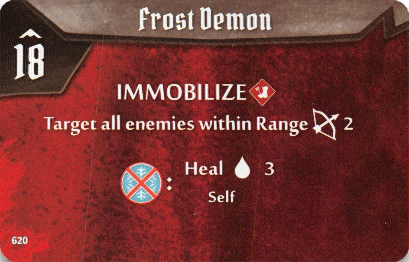 Frost Demon
18
IMMOBILIZE
Target all enemies within Range 2
: Heal 3
Self
620